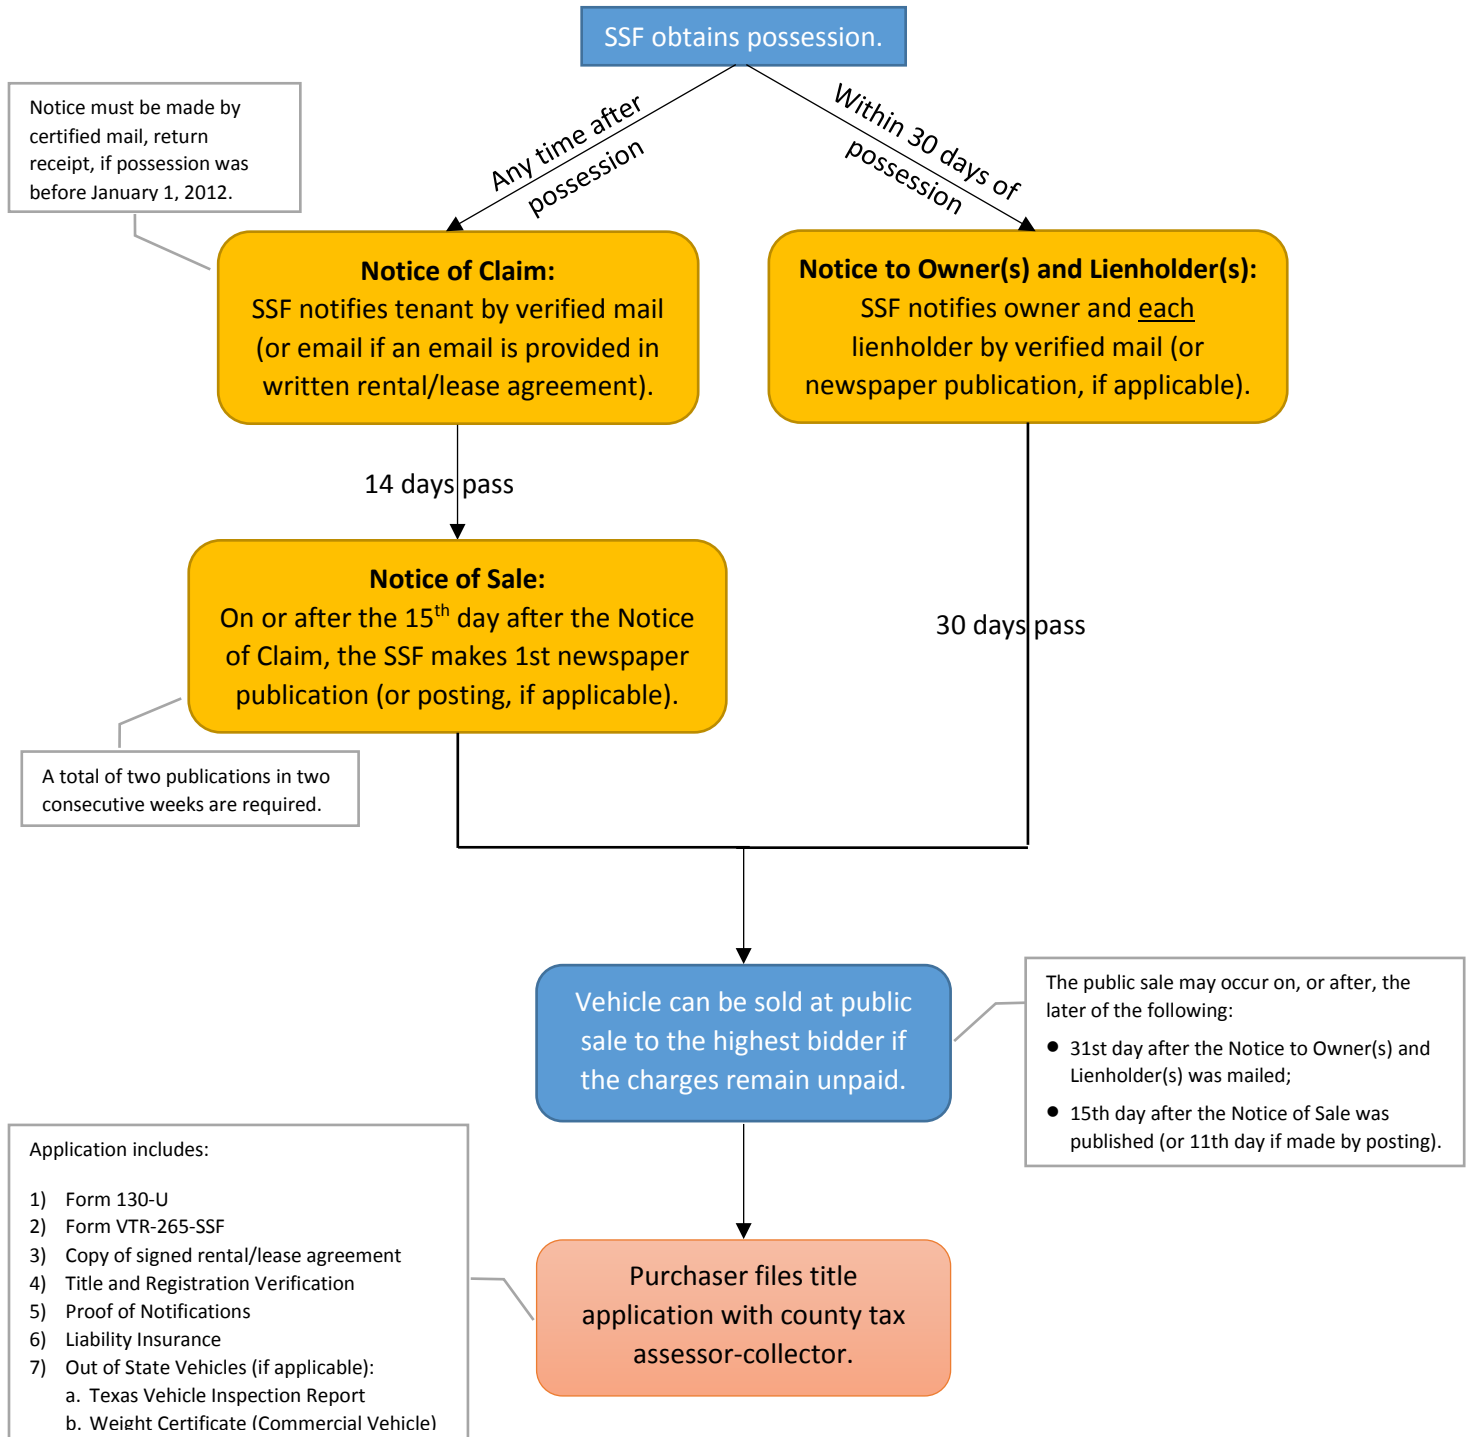 SSF obtains possession.
Notice must be made by
certified mail, return
receipt, if possession was
before January 1, 2012.
Any time after
possession
Within 30 days of
possession
Notice of Claim:
SSF notifies tenant by verified mail
(or email if an email is provided in
written rental/lease agreement).
Notice to Owner(s) and Lienholder(s):
SSF notifies owner and each
lienholder by verified mail (or
newspaper publication, if applicable).
14 days pass
Notice of Sale:
On or after the 15th day after the Notice
of Claim, the SSF makes 1st newspaper
publication (or posting, if applicable).
30 days pass
A total of two publications in two
consecutive weeks are required.
Vehicle can be sold at public
sale to the highest bidder if
the charges remain unpaid.
The public sale may occur on, or after, the
later of the following:
● 31st day after the Notice to Owner(s) and
Lienholder(s) was mailed;
● 15th day after the Notice of Sale was
published (or 11th day if made by posting).
Application includes:
1) Form 130-U
2) Form VTR-265-SSF
3) Copy of signed rental/lease agreement
4) Title and Registration Verification
5) Proof of Notifications
6) Liability Insurance
7) Out of State Vehicles (if applicable):
a. Texas Vehicle Inspection Report
b. Weight Certificate (Commercial Vehicle)
Purchaser files title
application with county tax
assessor-collector.